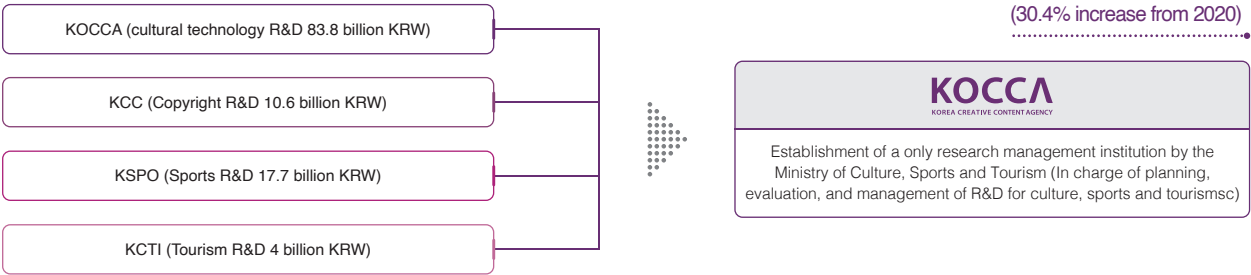 KOCCA (cultural technology R&D 83.8 billion KRW)
KCC (Copyright R&D 10.6 billion KRW)
KSPO (Sports R&D 17.7 billion KRW)
KCTI (Tourism R&D 4 billion KRW)
(30.4% increase from 2020)
KOCCA
KOREA CREATIVE CONTENT AGENCY
Establishment of a only research management institution by the
Ministry of Culture, Sports and Tourism (In charge of planning,
evaluation, and management of R&D for culture, sports and tourismsc)